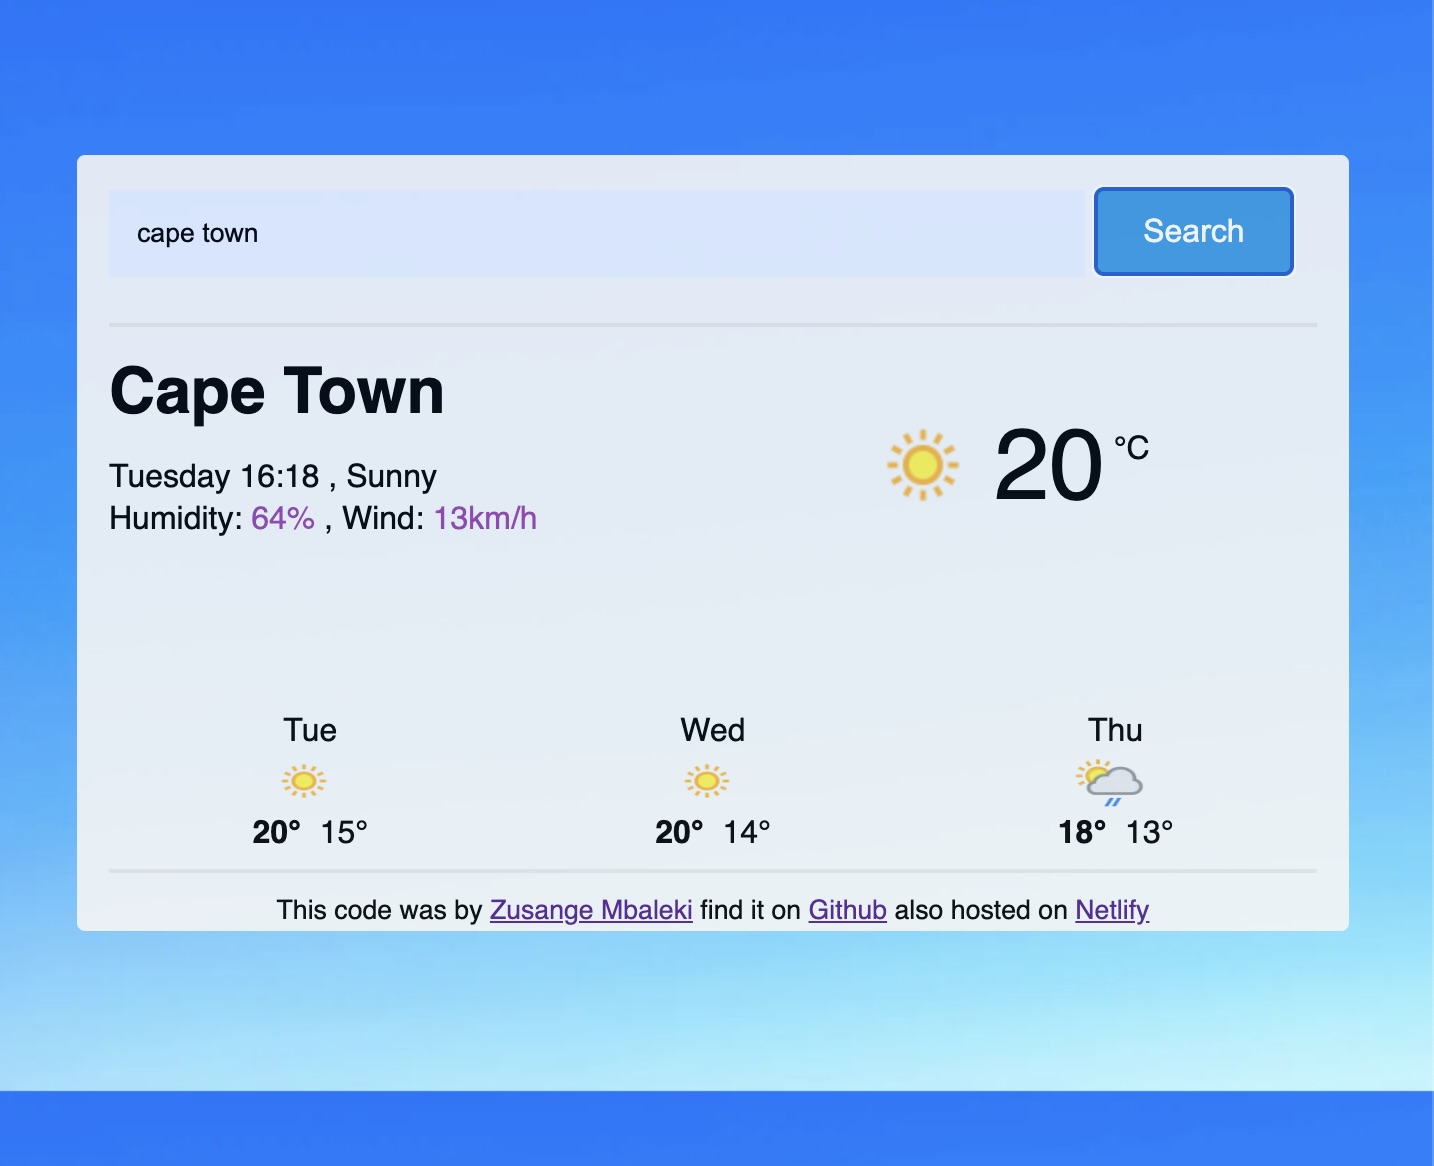 cape town
Search
Cape Town
20 °C
Tuesday 16:18 , Sunny
Humidity: 64% , Wind: 13km/h
Tue Wed Thu
20° 15° 20° 14° 18° 13°
This code was by Zusange Mbaleki find it on Github also hosted on Netlify